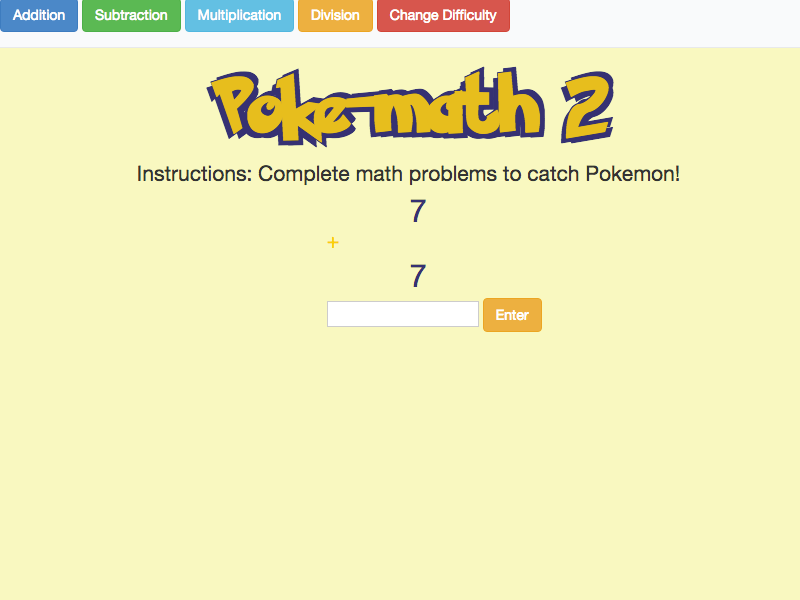 Addition Subtraction Multiplication Division Change Difficulty
Poke-math 2
Instructions: Complete math problems to catch Pokemon!
7
+
7
Enter